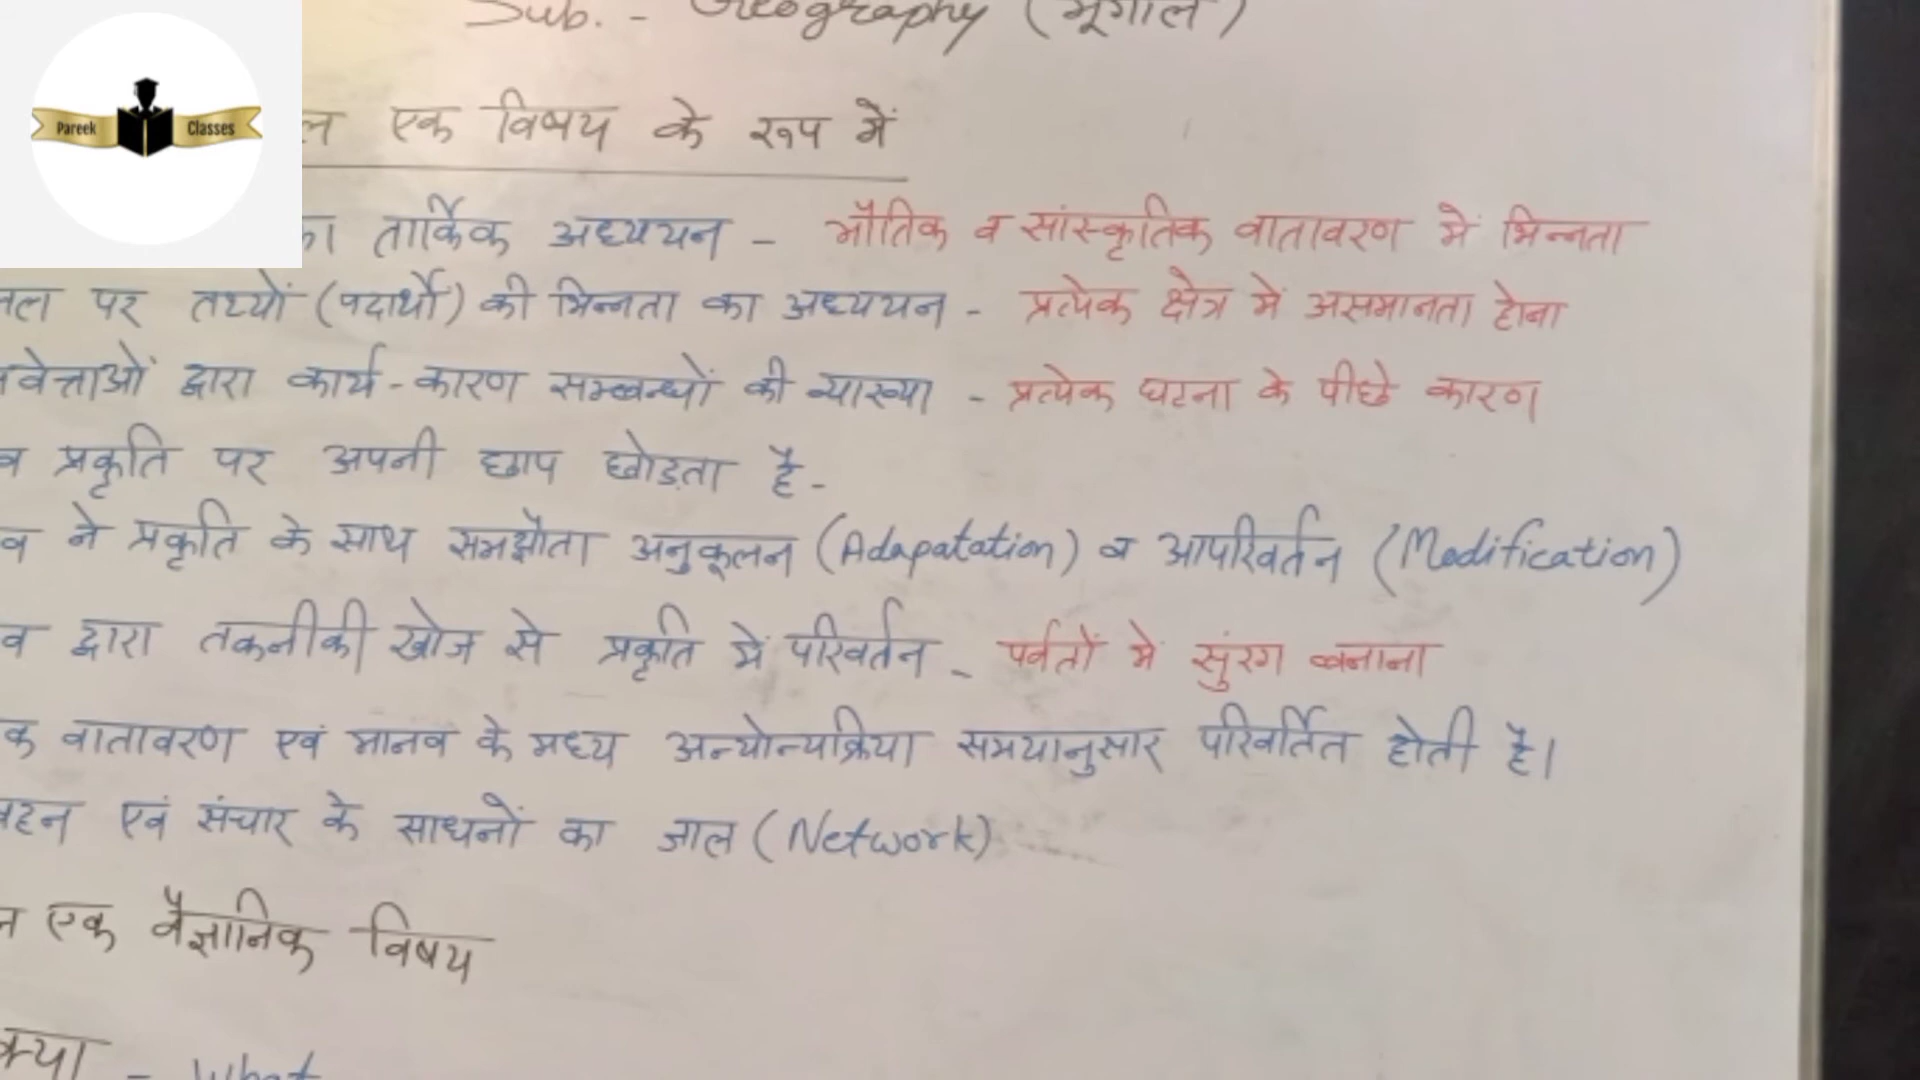 Sub. - Geography (भूगोल)
Pareek Classes
एक विषय के रूप में
का तार्किक अध्ययन - भौतिक व सांस्कृतिक वातावरण में भिन्नता
तल पर तथ्यों (पदार्थों) की भिन्नता का अध्ययन - प्रत्येक क्षेत्र में असमानता होना
वेत्ताओं द्वारा कार्य-कारण सम्बन्धों की व्याख्या - प्रत्येक घटना के पीछे कारण
व प्रकृति पर अपनी छाप छोड़ता है -
व ने प्रकृति के साथ समझौता अनुकूलन (Adapatation) व आपरिवर्तन (Modification)
व द्वारा तकनीकी खोज से प्रकृति में परिवर्तन - पर्वतों में सुंरग बनाना
क वातावरण एवं मानव के मध्य अन्योन्यक्रिया समयानुसार परिवर्तित होती है।
वहन एवं संचार के साधनों का जाल (Network)
एक वैज्ञानिक विषय
क्या - What